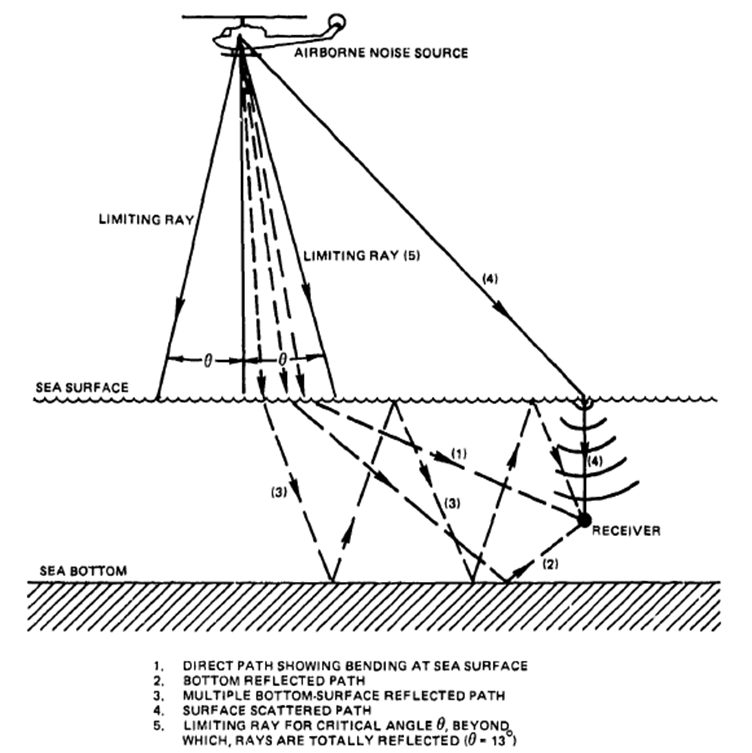 AIRBORNE NOISE SOURCE
LIMITING RAY
LIMITING RAY (5)
(4)
θ
θ
SEA SURFACE
(1)
(4)
(3)
(3)
RECEIVER
(2)
SEA BOTTOM
1. DIRECT PATH SHOWING BENDING AT SEA SURFACE
2. BOTTOM REFLECTED PATH
3. MULTIPLE BOTTOM-SURFACE REFLECTED PATH
4. SURFACE SCATTERED PATH
5. LIMITING RAY FOR CRITICAL ANGLE θ, BEYOND
WHICH, RAYS ARE TOTALLY REFLECTED (θ = 13°)